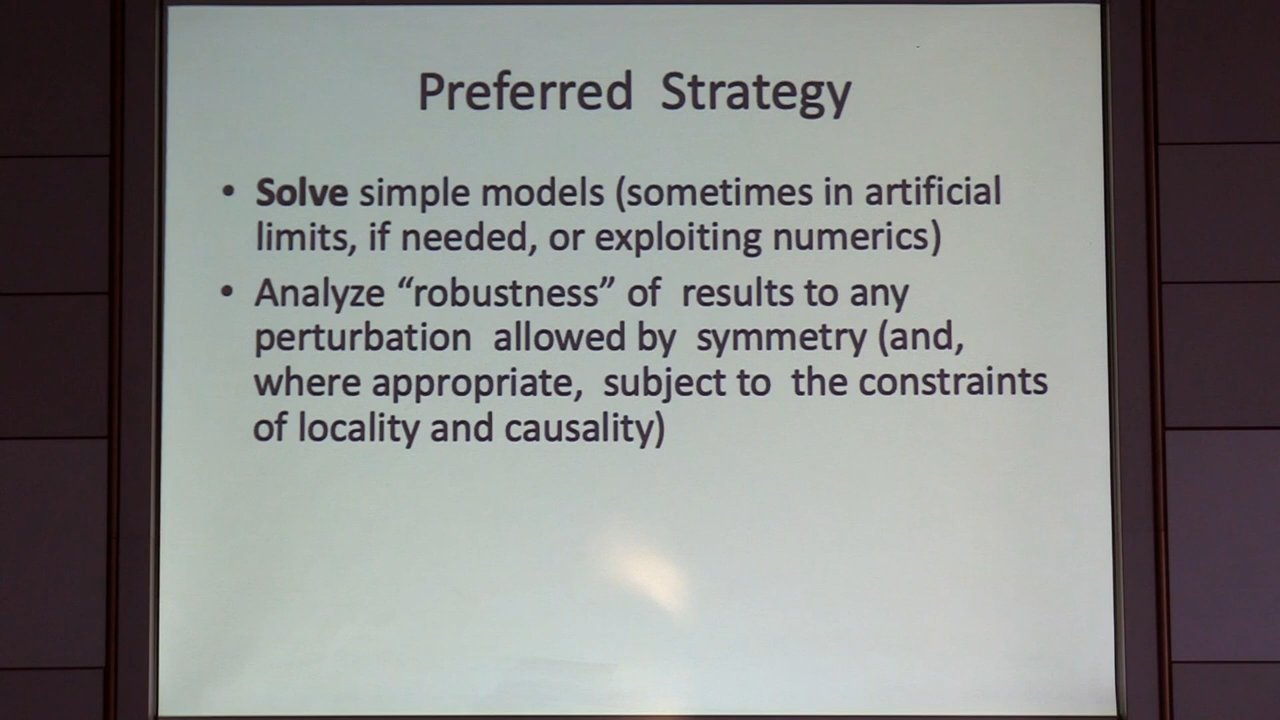 Preferred Strategy
• Solve simple models (sometimes in artificial
limits, if needed, or exploiting numerics)
• Analyze “robustness” of results to any
perturbation allowed by symmetry (and,
where appropriate, subject to the constraints
of locality and causality)